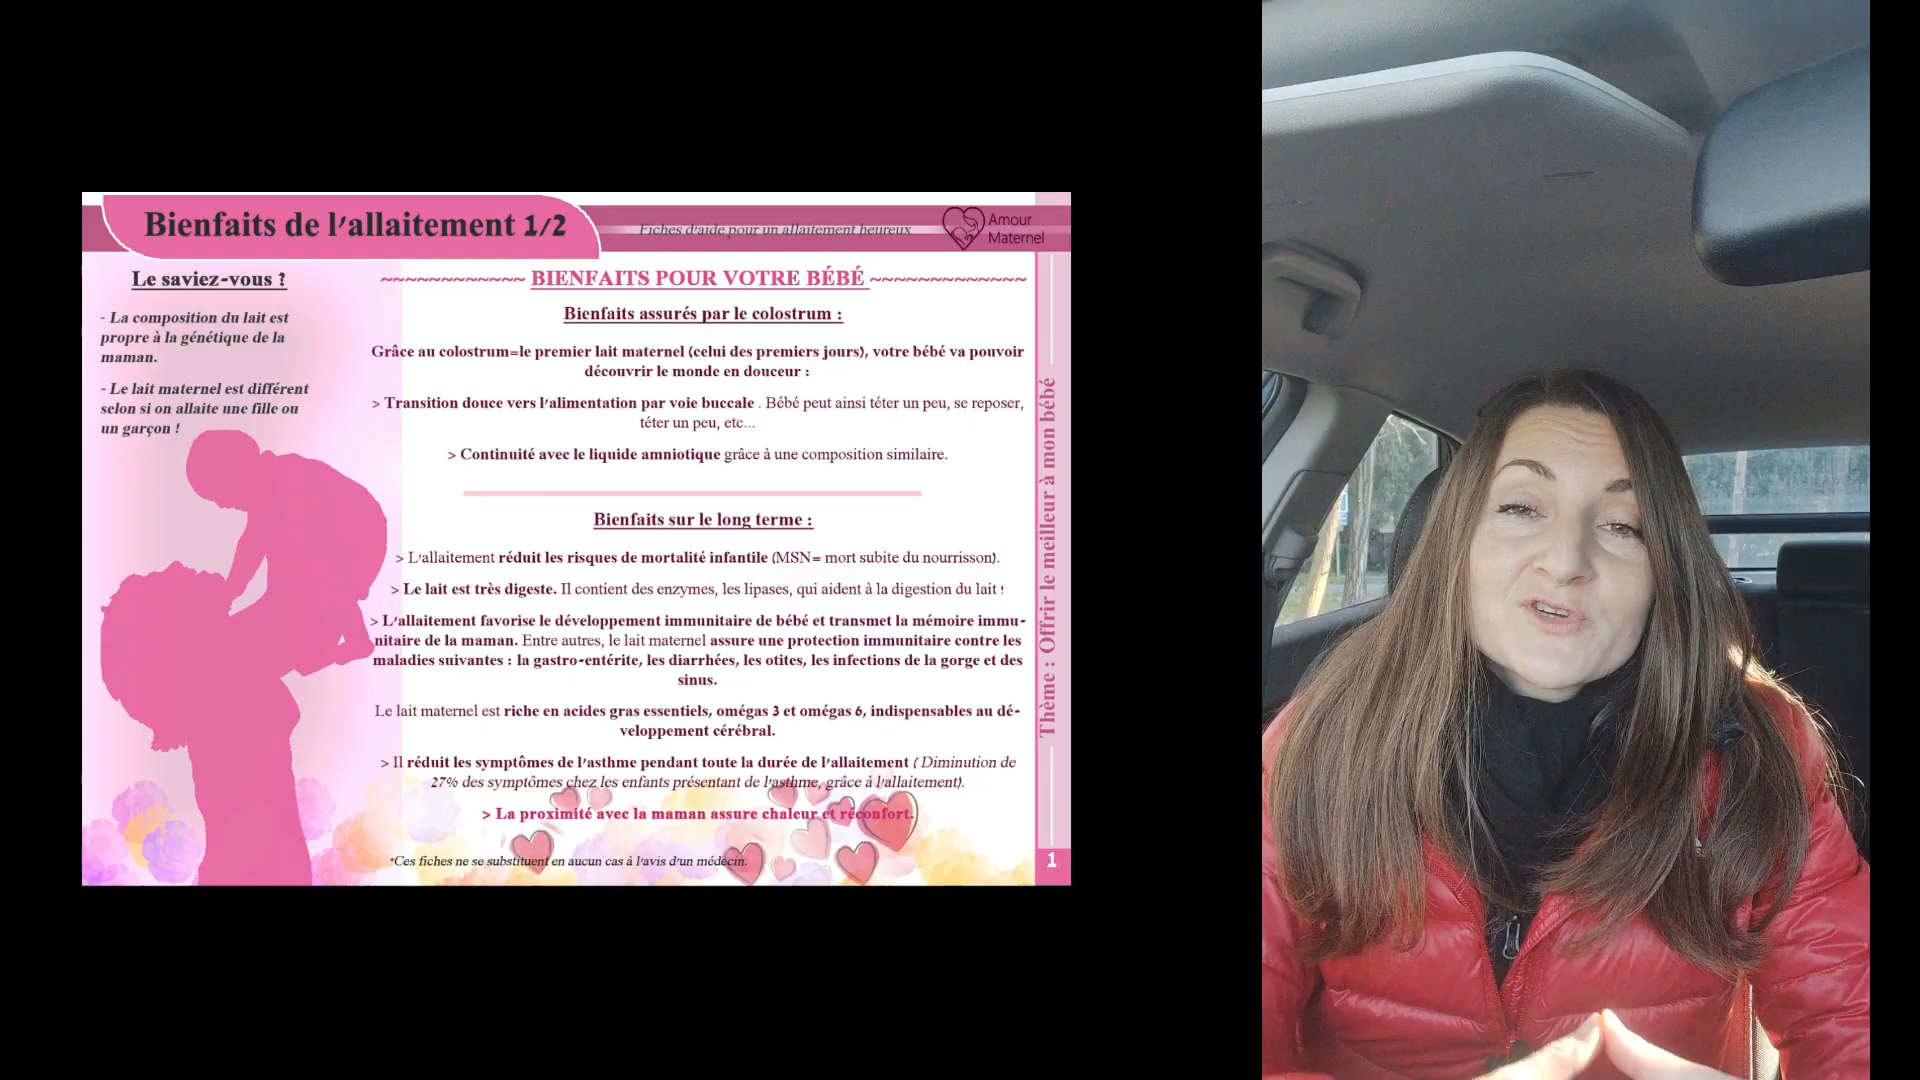 Bienfaits de l'allaitement 1/2
Fiches d'aide pour un allaitement heureux
Amour
Maternel
Le saviez-vous ?
- La composition du lait est
propre à la génétique de la
maman.
- Le lait maternel est différent
selon si on allaite une fille ou
un garçon !
~~~~~~~~~~~~ BIENFAITS POUR VOTRE BÉBÉ ~~~~~~~~~~~~~
Bienfaits assurés par le colostrum :
Grâce au colostrum=le premier lait maternel (celui des premiers jours), votre bébé va pouvoir
découvrir le monde en douceur :
> Transition douce vers l'alimentation par voie buccale . Bébé peut ainsi téter un peu, se reposer,
téter un peu, etc...
> Continuité avec le liquide amniotique grâce à une composition similaire.
Bienfaits sur le long terme :
> L'allaitement réduit les risques de mortalité infantile (MSN= mort subite du nourrisson).
> Le lait est très digeste. Il contient des enzymes, les lipases, qui aident à la digestion du lait !
> L'allaitement favorise le développement immunitaire de bébé et transmet la mémoire immu-
nitaire de la maman. Entre autres, le lait maternel assure une protection immunitaire contre les
maladies suivantes : la gastro-entérite, les diarrhées, les otites, les infections de la gorge et des
sinus.
Le lait maternel est riche en acides gras essentiels, omégas 3 et omégas 6, indispensables au dé-
veloppement cérébral.
> Il réduit les symptômes de l'asthme pendant toute la durée de l'allaitement ( Diminution de
27% des symptômes chez les enfants présentant de l'asthme, grâce à l'allaitement).
> La proximité avec la maman assure chaleur et réconfort.
*Ces fiches ne se substituent en aucun cas à l'avis d'un médecin.
Thème : Offrir le meilleur à mon bébé
1